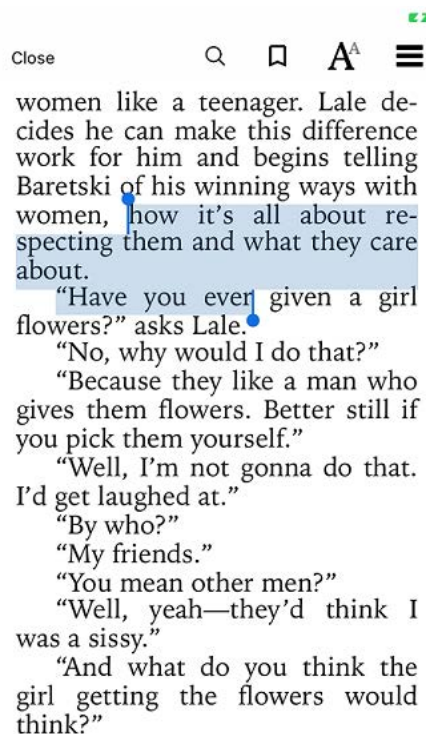 Close
AA
women like a teenager. Lale de-
cides he can make this difference
work for him and begins telling
Baretski of his winning ways with
women, how it’s all about re-
specting them and what they care
about.
“Have you ever given a girl
flowers?” asks Lale.
“No, why would I do that?”
“Because they like a man who
gives them flowers. Better still if
you pick them yourself.”
“Well, I’m not gonna do that.
I’d get laughed at.”
“By who?”
“My friends.”
“You mean other men?”
“Well, yeah—they’d think I
was a sissy.”
“And what do you think the
girl getting the flowers would
think?”